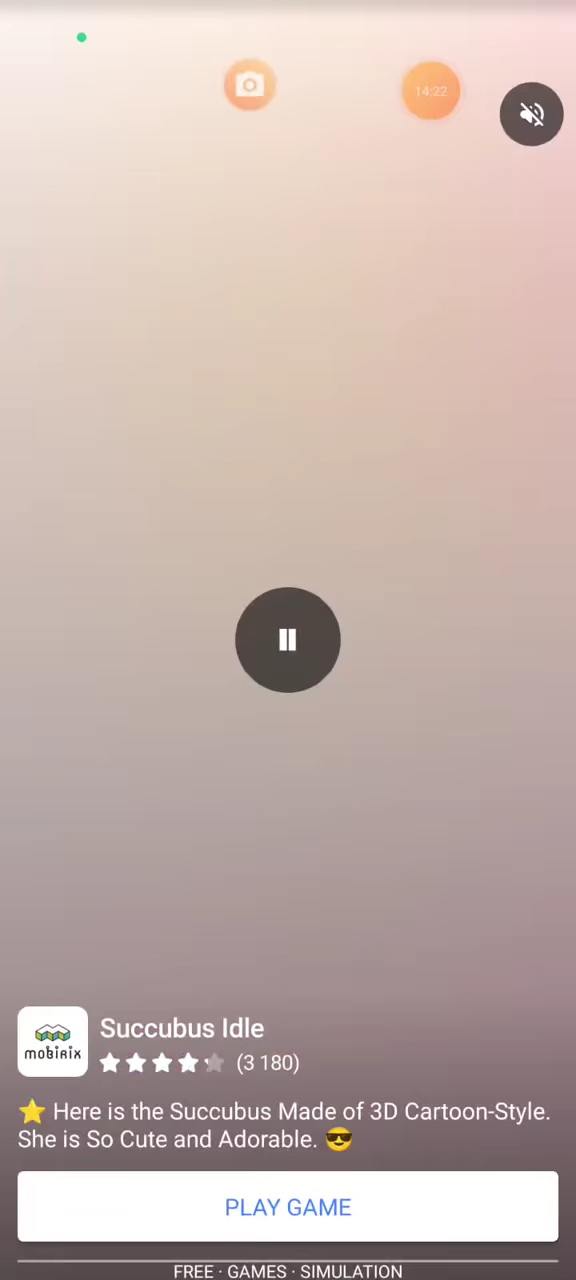 14:22
mobirix
Succubus Idle
(3 180)
⭐ Here is the Succubus Made of 3D Cartoon-Style.
She is So Cute and Adorable. 😎
PLAY GAME
FREE · GAMES · SIMULATION